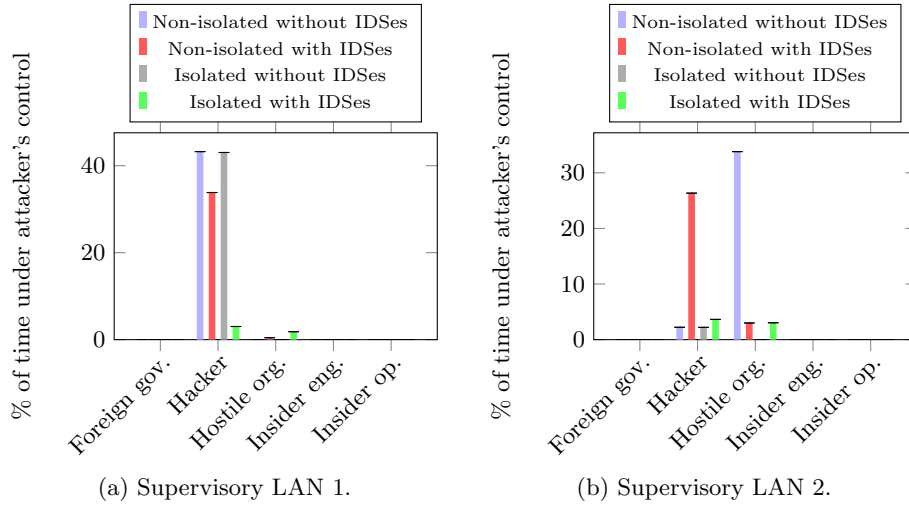 Non-isolated without IDSes
Non-isolated with IDSes
Isolated without IDSes
Isolated with IDSes
% of time under attacker's control
40
20
0
Foreign gov.
Hacker
Hostile org.
Insider eng.
Insider op.
(a) Supervisory LAN 1.
Non-isolated without IDSes
Non-isolated with IDSes
Isolated without IDSes
Isolated with IDSes
% of time under attacker's control
30
20
10
0
Foreign gov.
Hacker
Hostile org.
Insider eng.
Insider op.
(b) Supervisory LAN 2.